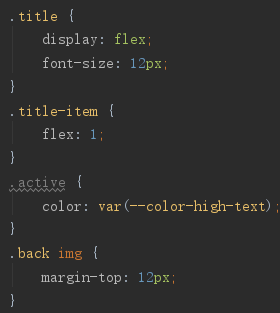 .title {
    display: flex;
    font-size: 12px;
}
.title-item {
    flex: 1;
}
.active {
    color: var(--color-high-text);
}
.back img {
    margin-top: 12px;
}